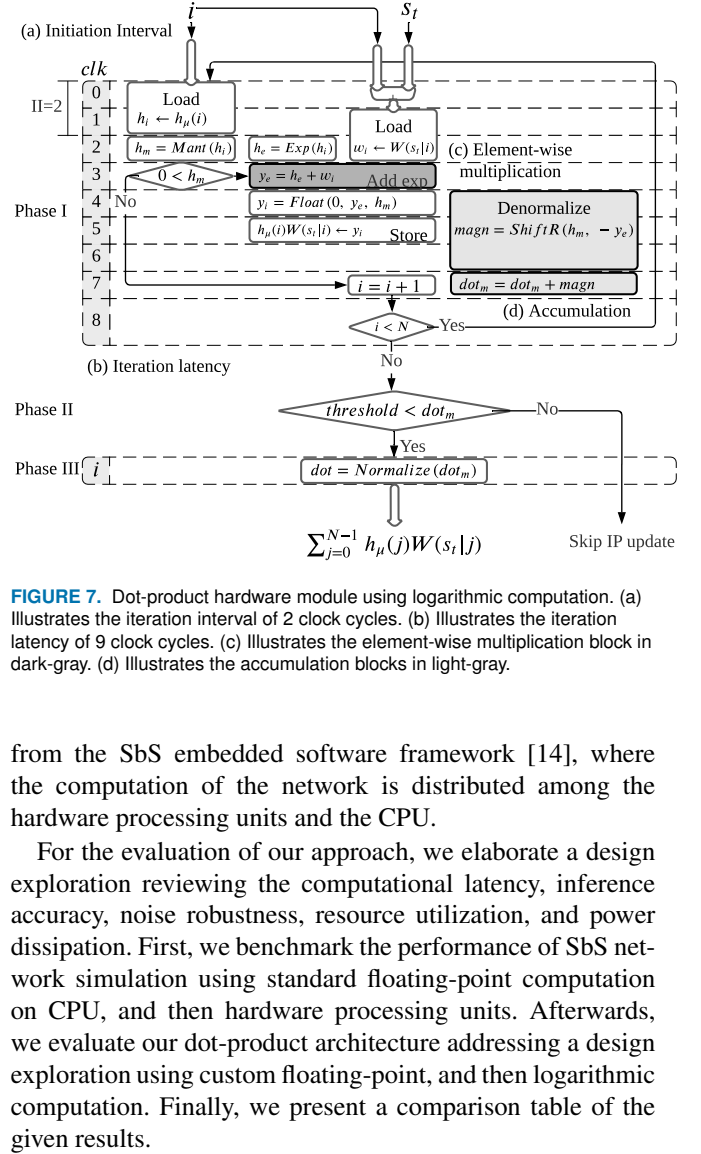 i
s_t
(a) Initiation Interval
clk
II=2
0
1
2
3
4
5
6
7
8
Load
h_i ← h_μ(i)
Load
w_i ← W(s_t|i)
h_m = Mant(h_i)
h_e = Exp(h_i)
(c) Element-wise
multiplication
0 < h_m
y_e = h_e + w_i
Add exp
No
Phase I
y_i = Float(0, y_e, h_m)
Denormalize
magn = ShiftR(h_m, − y_e)
h_μ(i)W(s_t|i) ← y_i
Store
i = i + 1
dot_m = dot_m + magn
(d) Accumulation
i < N
Yes
No
(b) Iteration latency
Phase II
threshold < dot_m
No
Yes
Phase III
i
dot = Normalize(dot_m)
∑_{j=0}^{N−1} h_μ(j)W(s_t|j)
Skip IP update
FIGURE 7. Dot-product hardware module using logarithmic computation. (a)
Illustrates the iteration interval of 2 clock cycles. (b) Illustrates the iteration
latency of 9 clock cycles. (c) Illustrates the element-wise multiplication block in
dark-gray. (d) Illustrates the accumulation blocks in light-gray.
from the SbS embedded software framework [14], where
the computation of the network is distributed among the
hardware processing units and the CPU.
For the evaluation of our approach, we elaborate a design
exploration reviewing the computational latency, inference
accuracy, noise robustness, resource utilization, and power
dissipation. First, we benchmark the performance of SbS net-
work simulation using standard floating-point computation
on CPU, and then hardware processing units. Afterwards,
we evaluate our dot-product architecture addressing a design
exploration using custom floating-point, and then logarithmic
computation. Finally, we present a comparison table of the
given results.